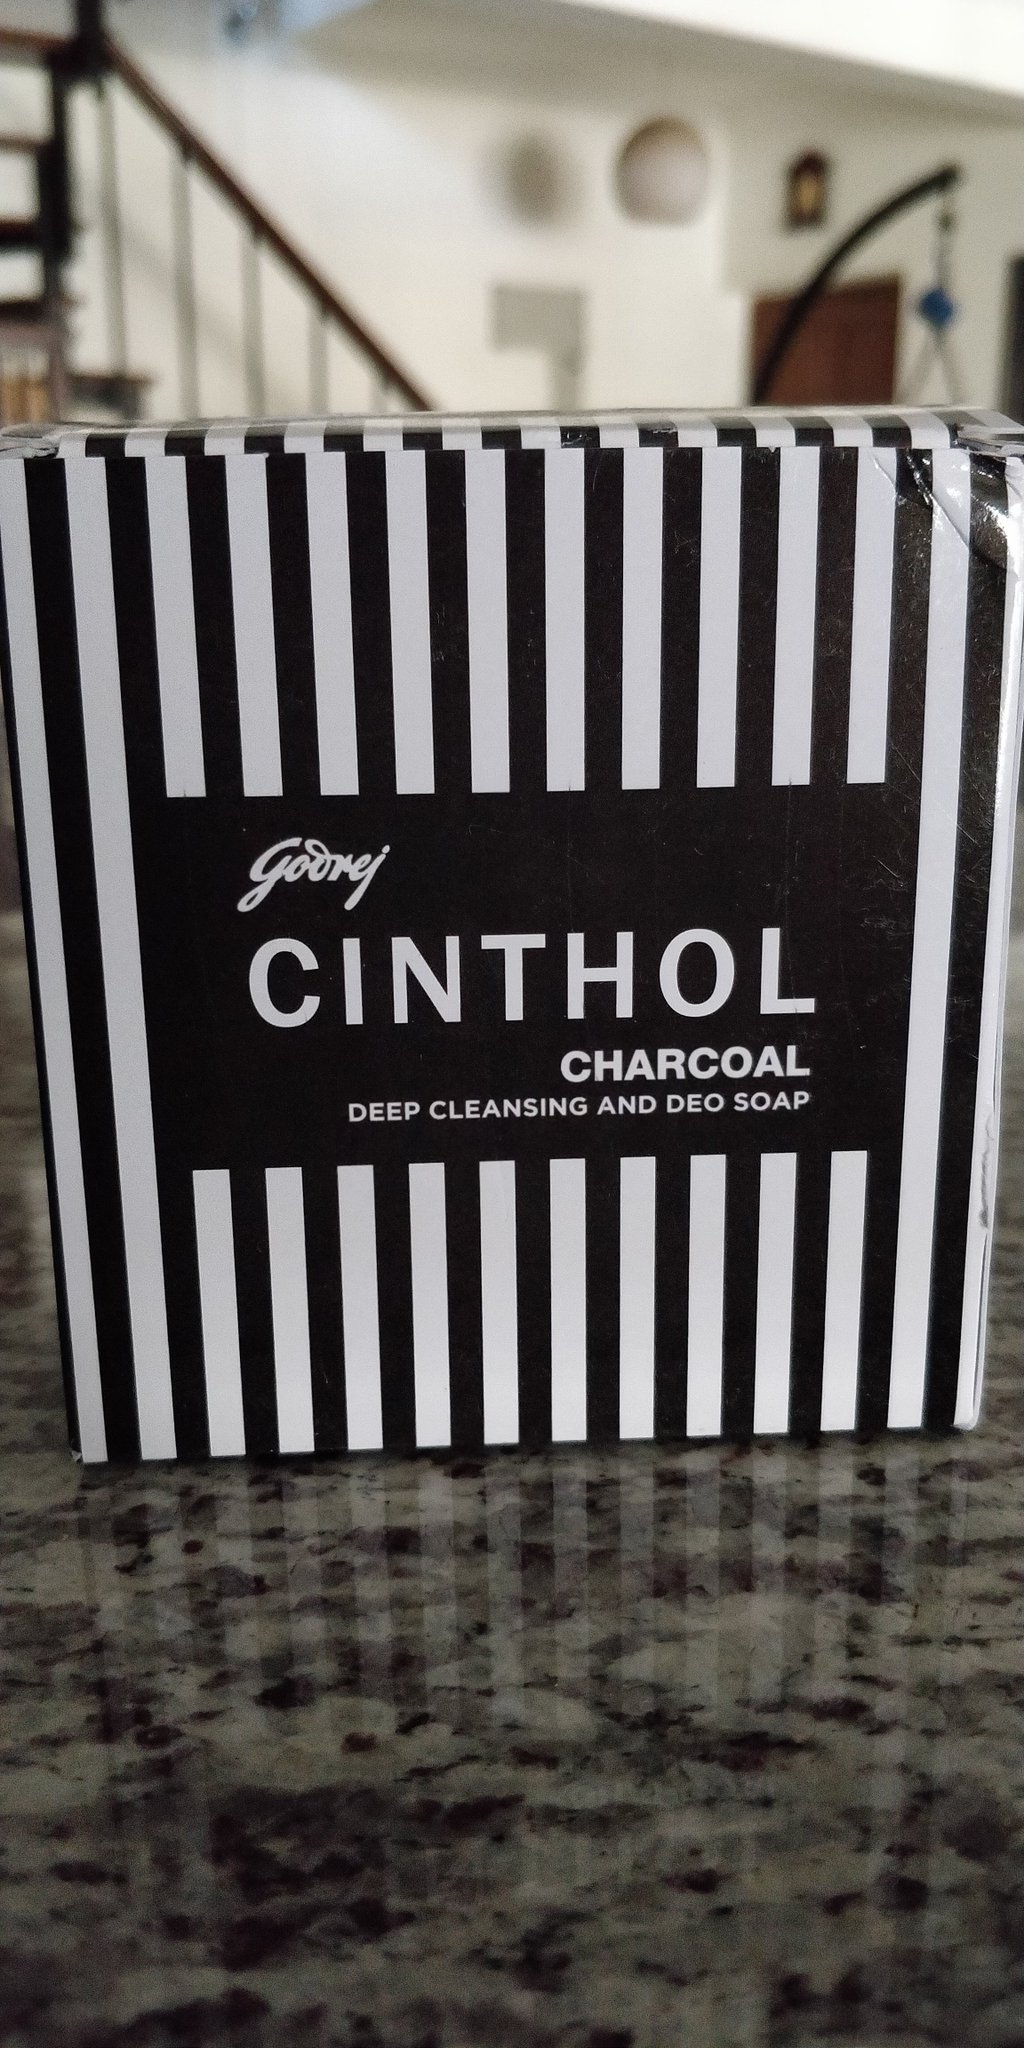 Godrej
CINTHOL
CHARCOAL
DEEP CLEANSING AND DEO SOAP